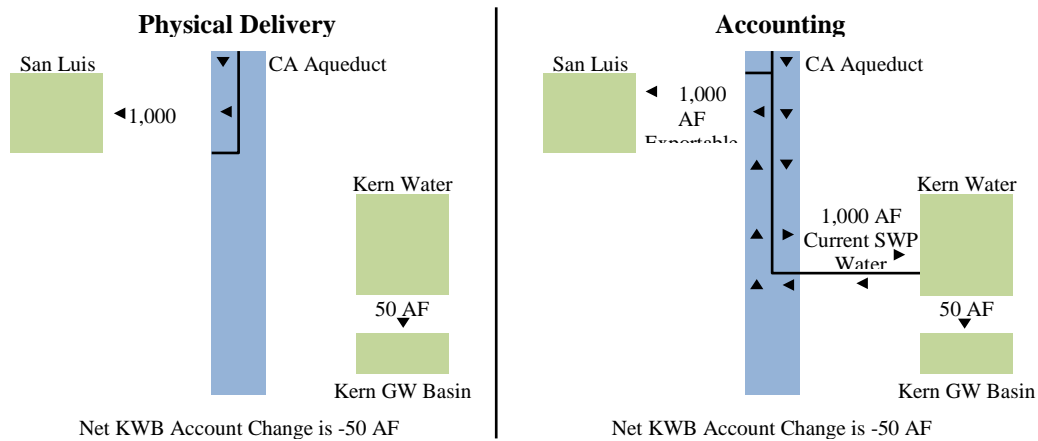 Physical Delivery
San Luis
CA Aqueduct
1,000
Kern Water
50 AF
Kern GW Basin
Net KWB Account Change is -50 AF
Accounting
San Luis
CA Aqueduct
1,000
AF
Exportable
Kern Water
1,000 AF
Current SWP
Water
50 AF
Kern GW Basin
Net KWB Account Change is -50 AF